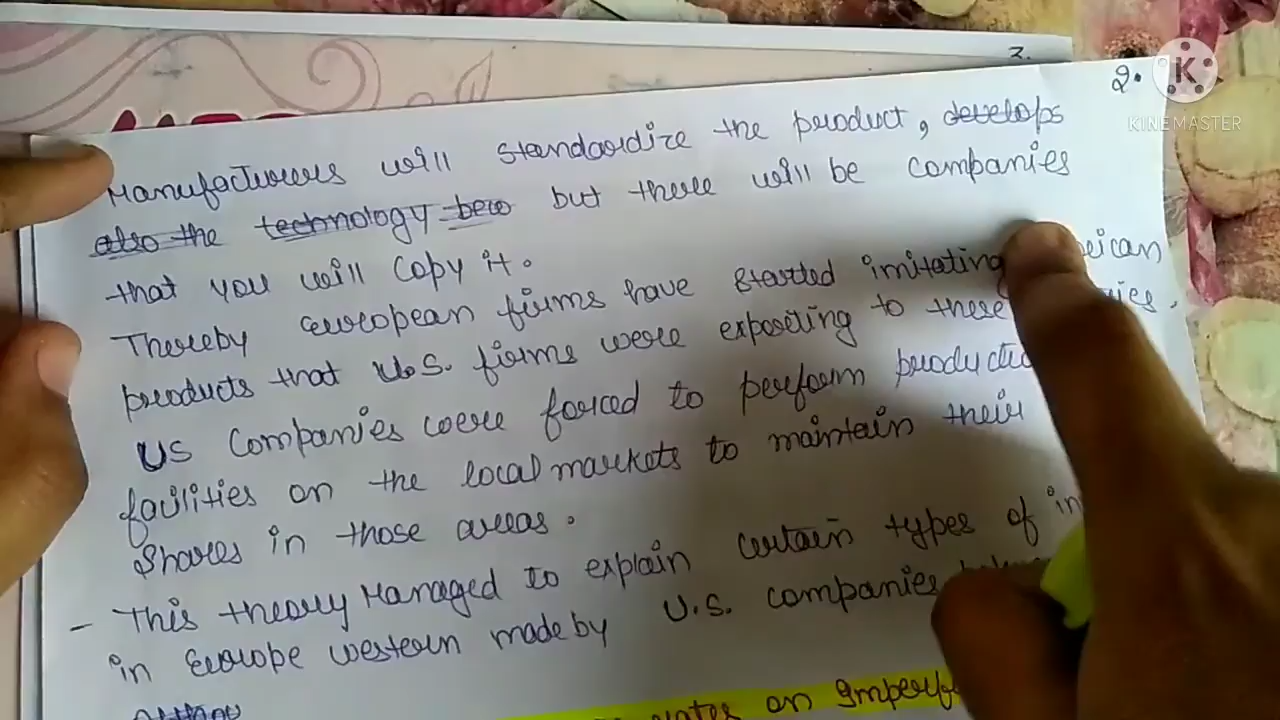 3.
2.
KINEMASTER
Manufacturers will standardize the product, develops
also the technology bew but there will be companies
that you will copy it.
Thereby european firms have started imitating
products that U.S. firms were exporting to these
US Companies were forced to perform
facilities on the local markets to maintain their
Shares in those areas.
- This theory Managed to explain certain types of
in Europe western made by U.S. companies
on